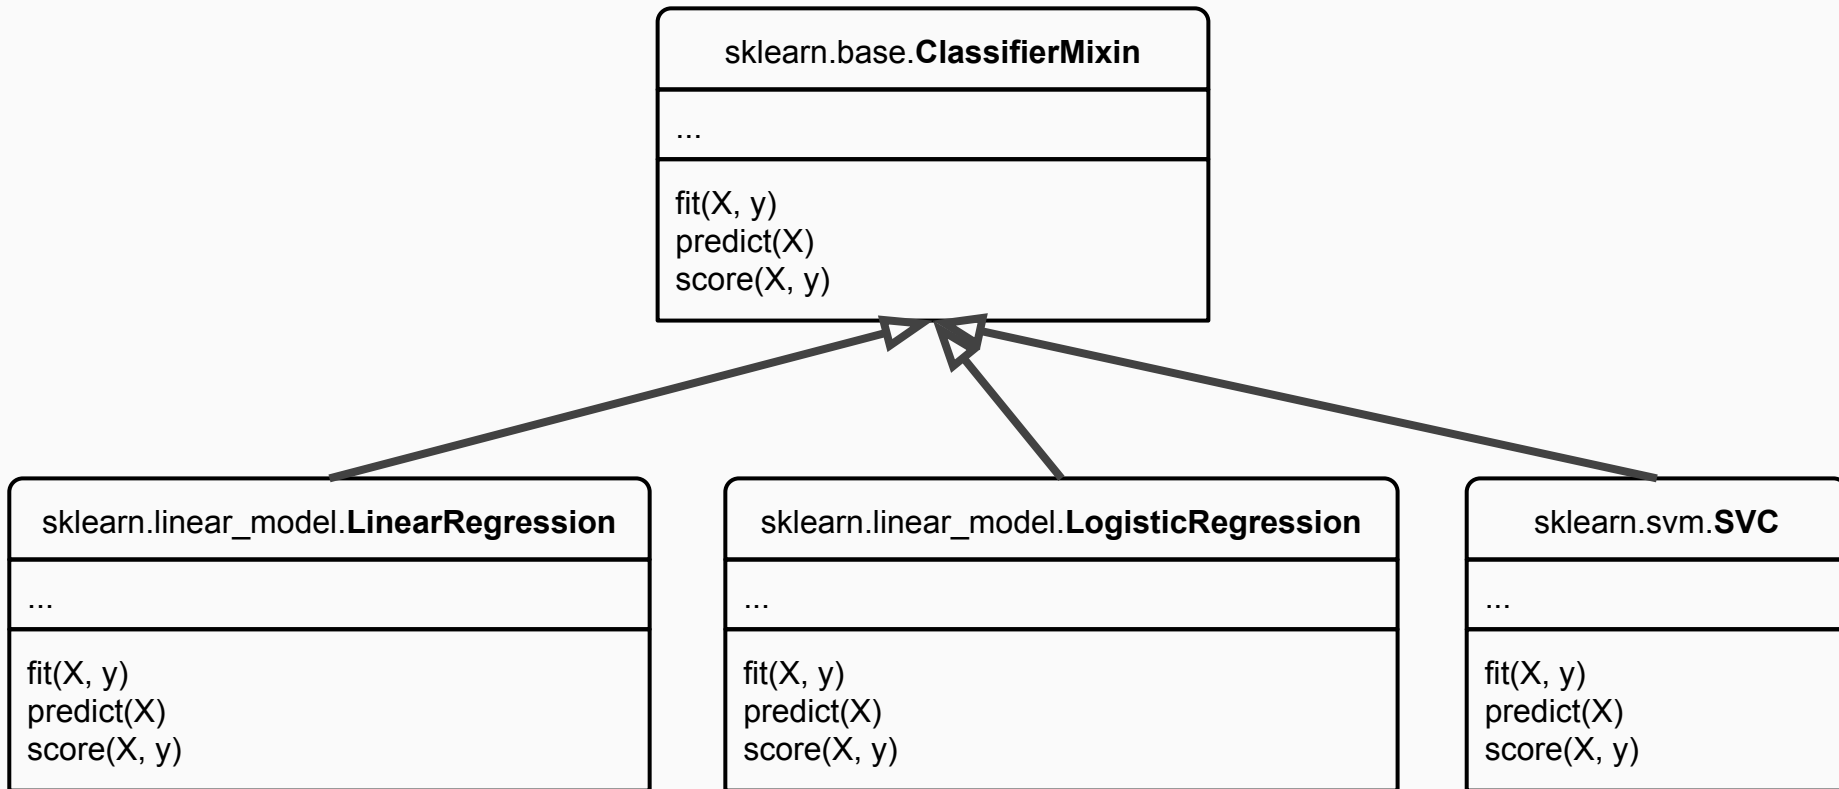 sklearn.base.ClassifierMixin
...
fit(X, y)
predict(X)
score(X, y)
sklearn.linear_model.LinearRegression
...
fit(X, y)
predict(X)
score(X, y)
sklearn.linear_model.LogisticRegression
...
fit(X, y)
predict(X)
score(X, y)
sklearn.svm.SVC
...
fit(X, y)
predict(X)
score(X, y)